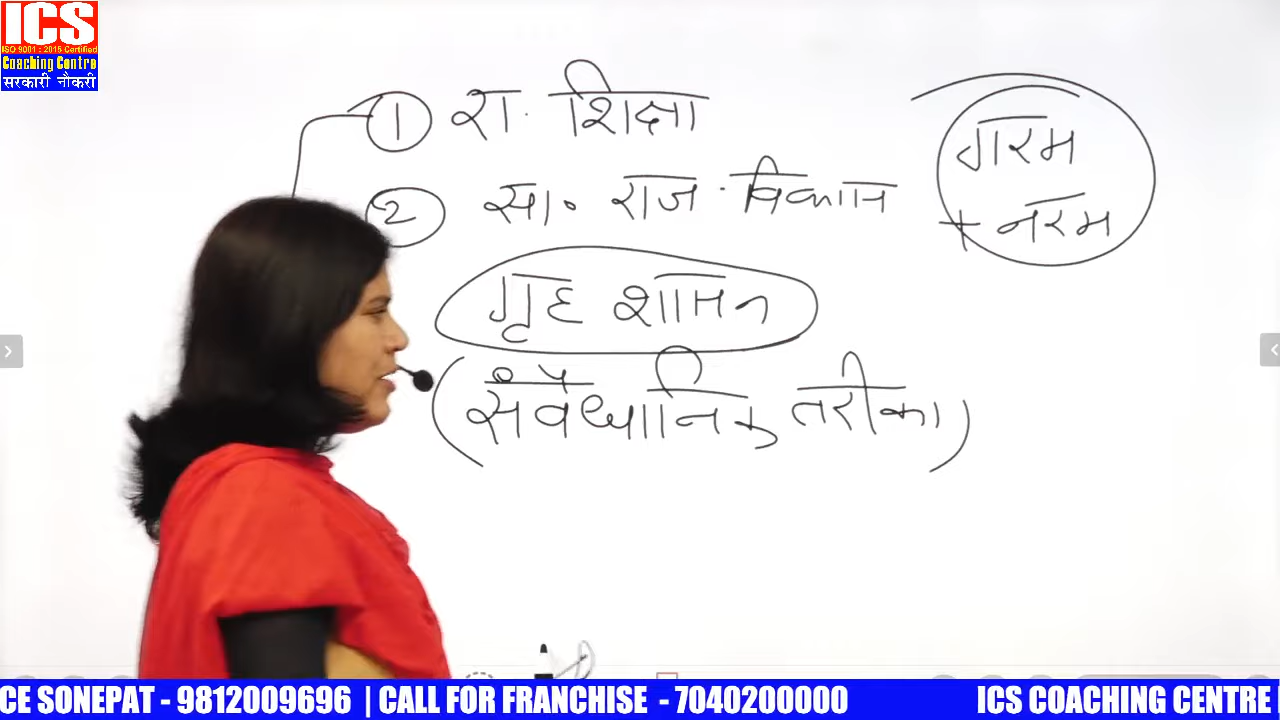 ICS
ISO 9001 : 2015 Certified
Coaching Centre
सरकारी नौकरी
1 रा. शिक्षा
2 सा. राज. विकास
गृह शासन
(संवैधानिक तरीका)
गरम
+ नरम
CE SONEPAT - 9812009696 | CALL FOR FRANCHISE - 7040200000 ICS COACHING CENTRE